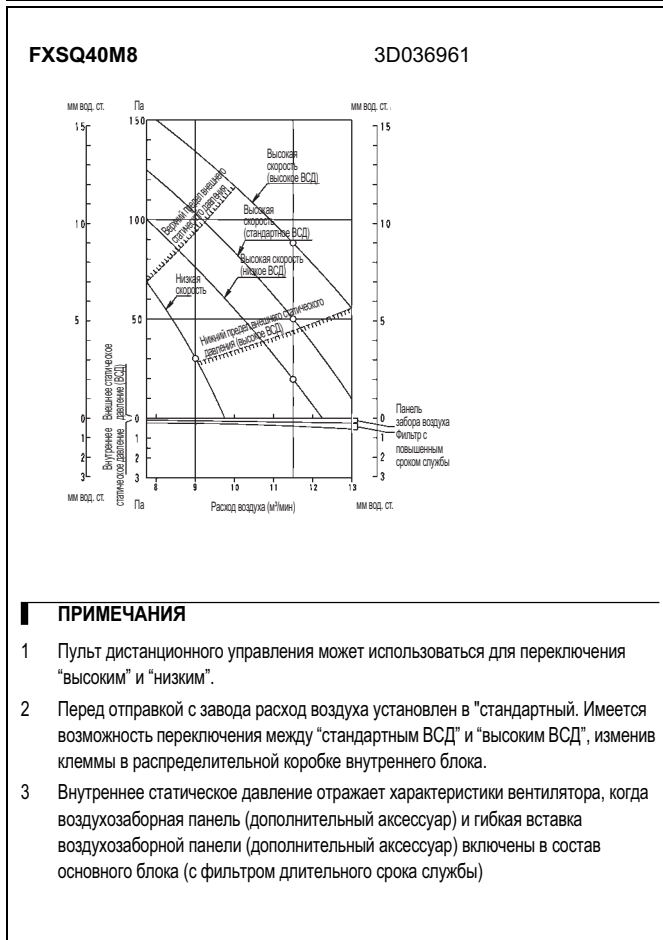 FXSQ40M8
3D036961
мм вод. ст.
Па
мм вод. ст.
15
150
15
Высокая
скорость
(высокое ВСД)
Верхний предел внешнего
статического давления
Высокая
скорость
(стандартное ВСД)
10
100
10
Высокая скорость
(низкое ВСД)
Низкая
скорость
5
50
5
Нижний предел внешнего статического
давления (высокое ВСД)
Внешнее статическое
давление (ВСД)
0
0
0
Панель
забора воздуха
Фильтр с
повышенным
сроком службы
Внутреннее
статическое давление
1
1
1
2
2
2
3
3
3
8
9
10
11
12
13
мм вод. ст.
Па
Расход воздуха (м³/мин)
мм вод. ст.
ПРИМЕЧАНИЯ
1 Пульт дистанционного управления может использоваться для переключения
“высоким” и “низким”.
2 Перед отправкой с завода расход воздуха установлен в "стандартный. Имеется
возможность переключения между “стандартным ВСД” и “высоким ВСД”, изменив
клеммы в распределительной коробке внутреннего блока.
3 Внутреннее статическое давление отражает характеристики вентилятора, когда
воздухозаборная панель (дополнительный аксессуар) и гибкая вставка
воздухозаборной панели (дополнительный аксессуар) включены в состав
основного блока (с фильтром длительного срока службы)